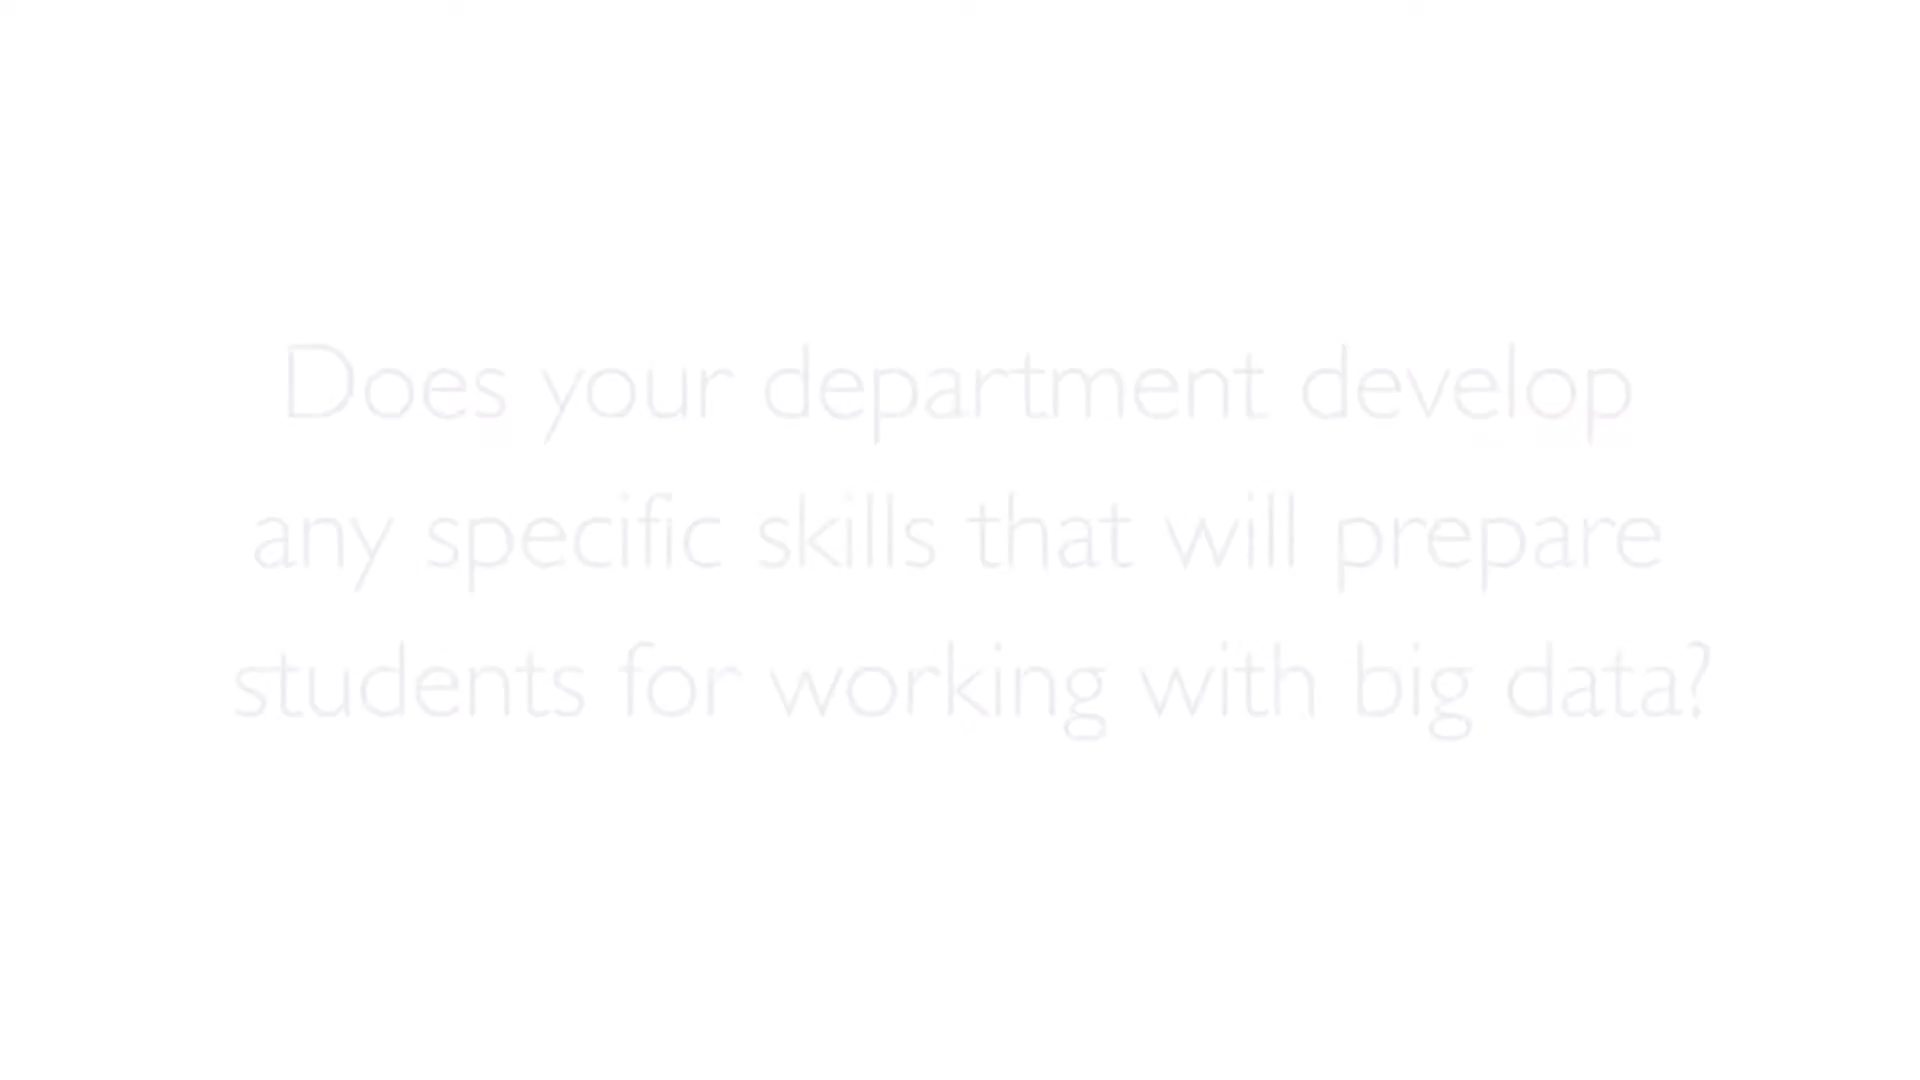 Does your department develop
any specific skills that will prepare
students for working with big data?